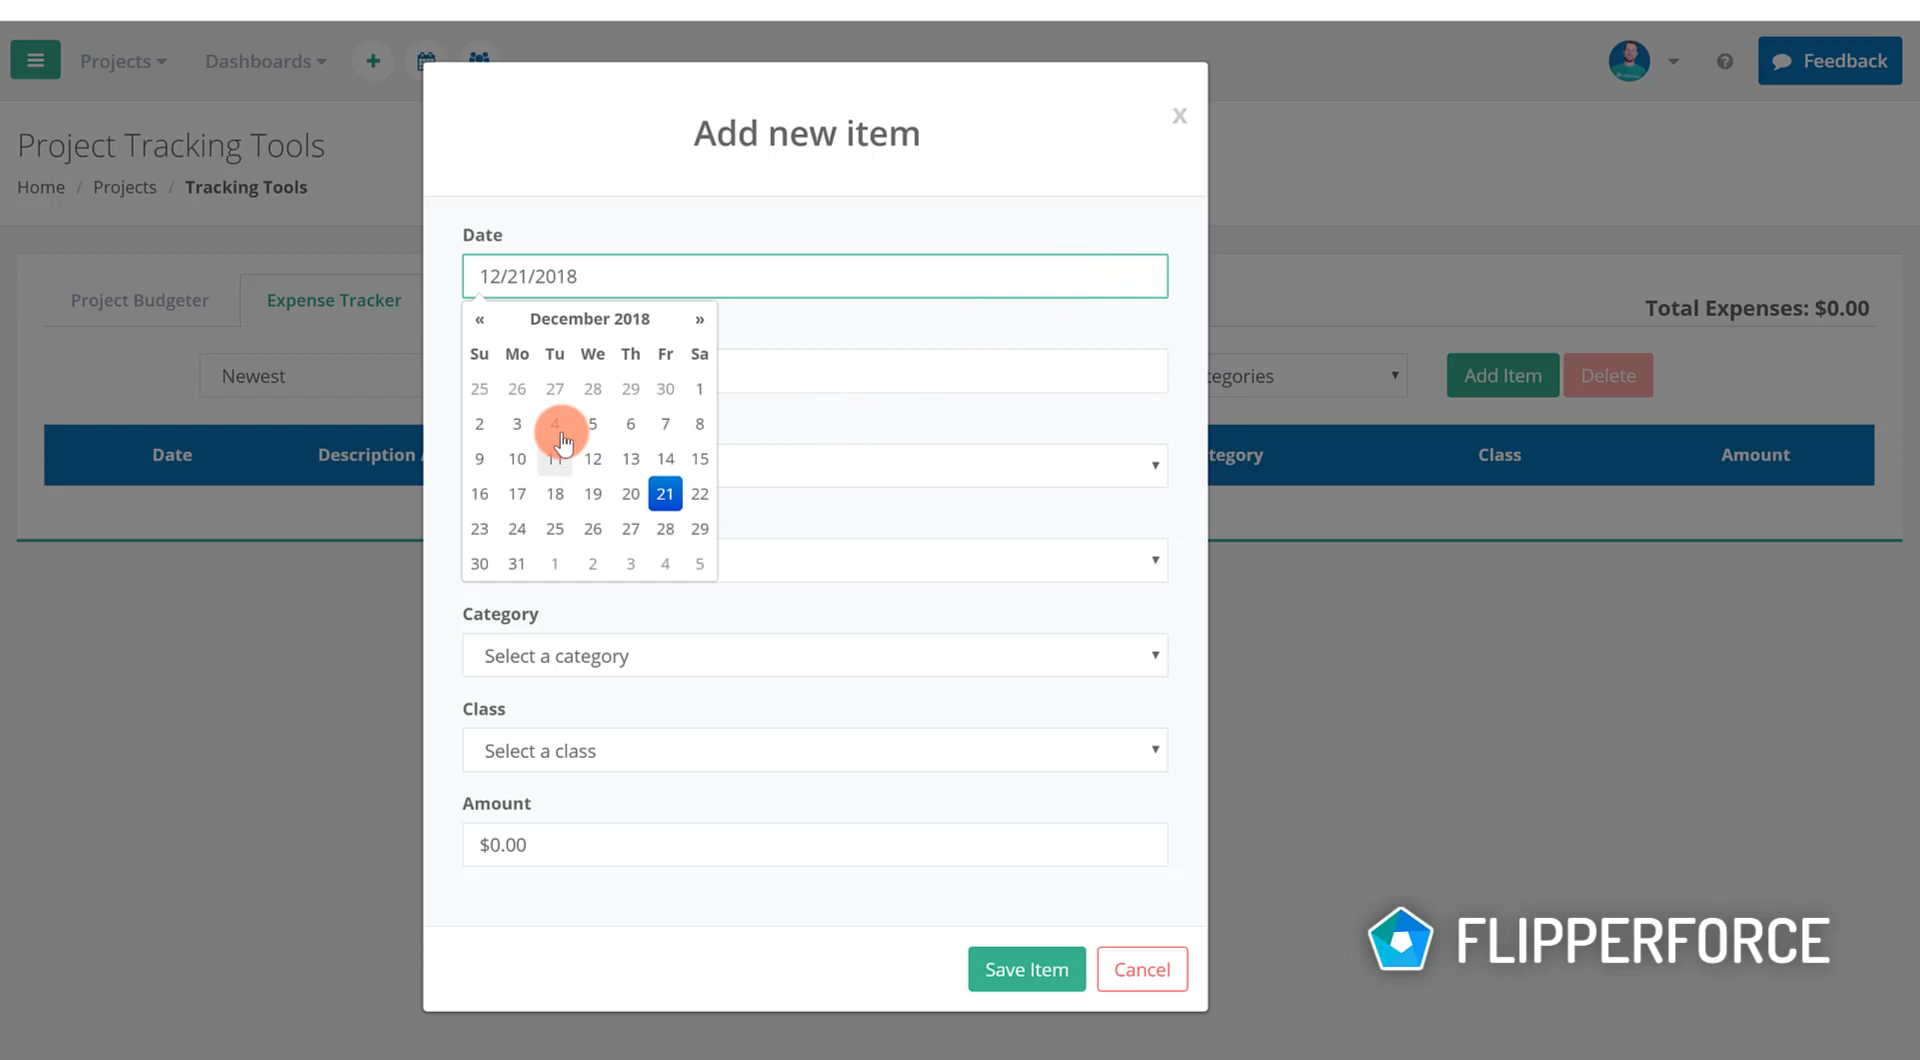 Projects Dashboards + ? Feedback
Project Tracking Tools
Home / Projects / Tracking Tools
Add new item
X
Date
12/21/2018
« December 2018 »
Su Mo Tu We Th Fr Sa
25 26 27 28 29 30 1
2 3 4 5 6 7 8
9 10 11 12 13 14 15
16 17 18 19 20 21 22
23 24 25 26 27 28 29
30 31 1 2 3 4 5
Category
Select a category
Class
Select a class
Amount
$0.00
Save Item Cancel
Project Budgeter Expense Tracker
Total Expenses: $0.00
Newest
Add Item Delete
Date Description Class Amount
FLIPPERFORCE